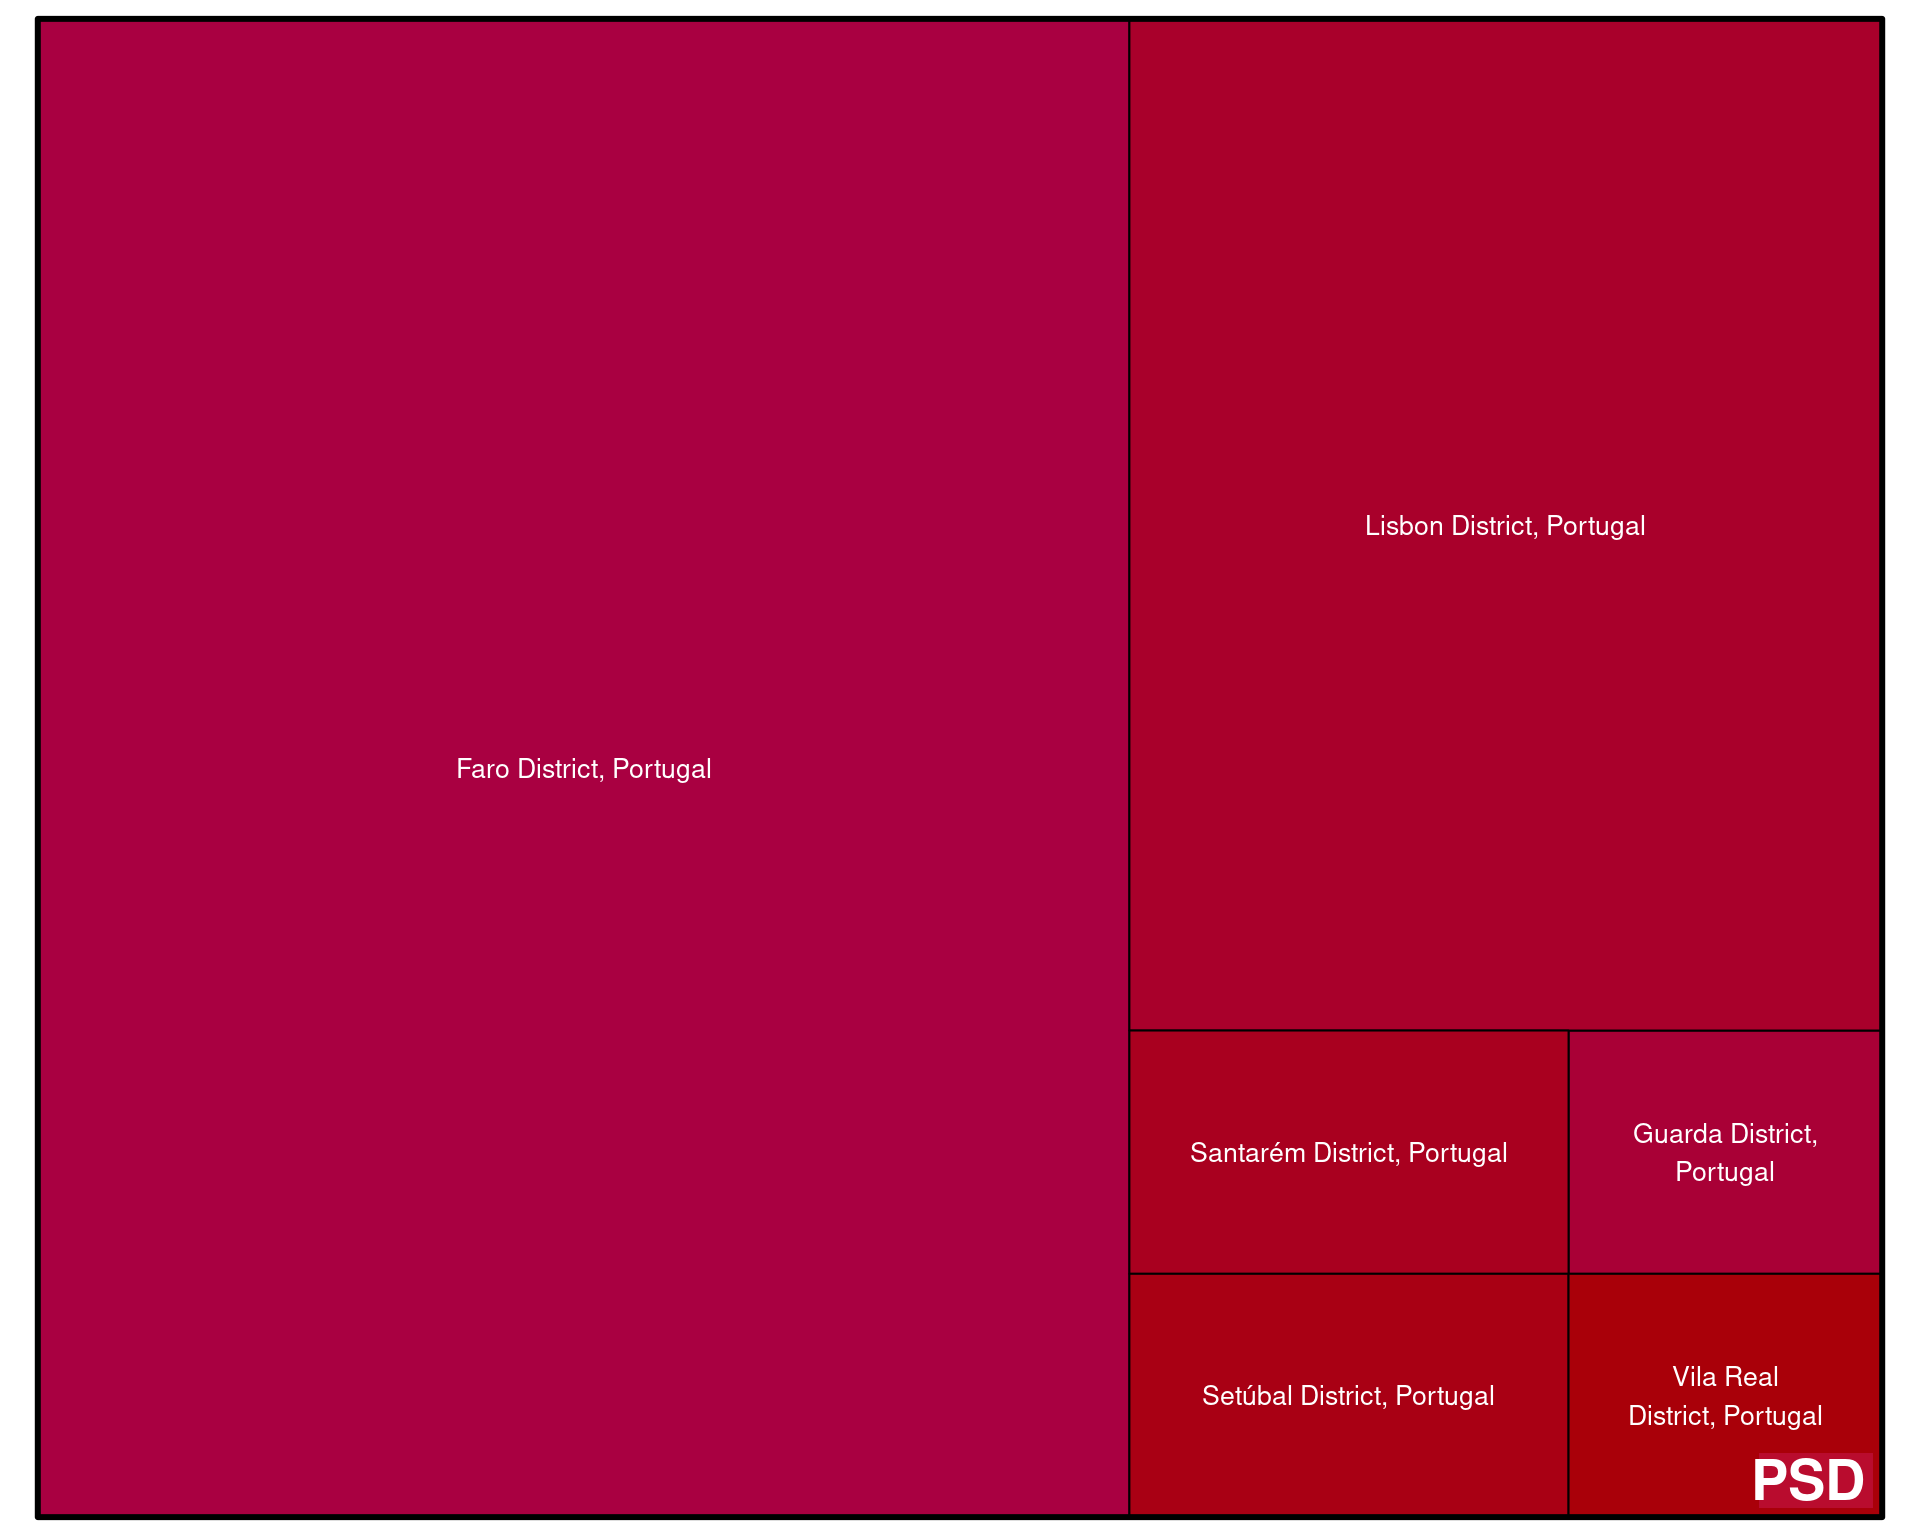 Faro District, Portugal
Lisbon District, Portugal
Santarém District, Portugal
Guarda District,
Portugal
Setúbal District, Portugal
Vila Real
District, Portugal
PSD